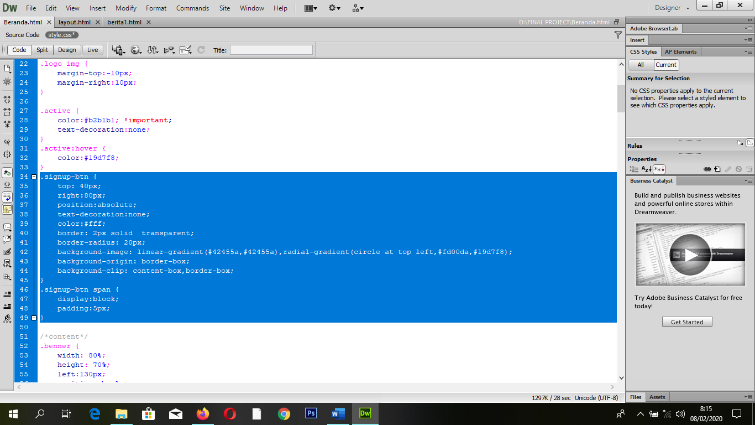 Dw File Edit View Insert Modify Format Commands Site Window Help Designer
Beranda.html layout.html berita1.html E:\FINAL PROJECT\Beranda.html
Source Code style.css*
Code Split Design Live Title:
22 .logo img {
23 margin-top:-10px;
24 margin-right:10px;
25 }
26
27 .active {
28 color:#b2b1b1; !important;
29 text-decoration:none;
30 }
31 .active:hover {
32 color:#19d7f8;
33 }
34 .signup-btn {
35 top: 40px;
36 right:80px;
37 position:absolute;
38 text-decoration:none;
39 color:#fff;
40 border: 2px solid transparent;
41 border-radius: 20px;
42 background-image: linear-gradient(#42455a,#42455a),radial-gradient(circle at top left,#fd00da,#19d7f8);
43 background-origin: border-box;
44 background-clip: content-box,border-box;
45 }
46 .signup-btn span {
47 display:block;
48 padding:5px;
49 }
50
51 /*content*/
52 .benner {
53 width: 80%;
54 height: 70%;
55 left:130px;
1297K / 28 sec Unicode (UTF-8)
Adobe BrowserLab
Insert
CSS Styles AP Elements
All Current
Summary for Selection
No CSS properties apply to the current
selection. Please select a styled element to
see which CSS properties apply.
Rules
Properties
Business Catalyst
Build and publish business websites
and powerful online stores within
Dreamweaver.
Try Adobe Business Catalyst for free
today!
Get Started
Files Assets
8:15
08/02/2020